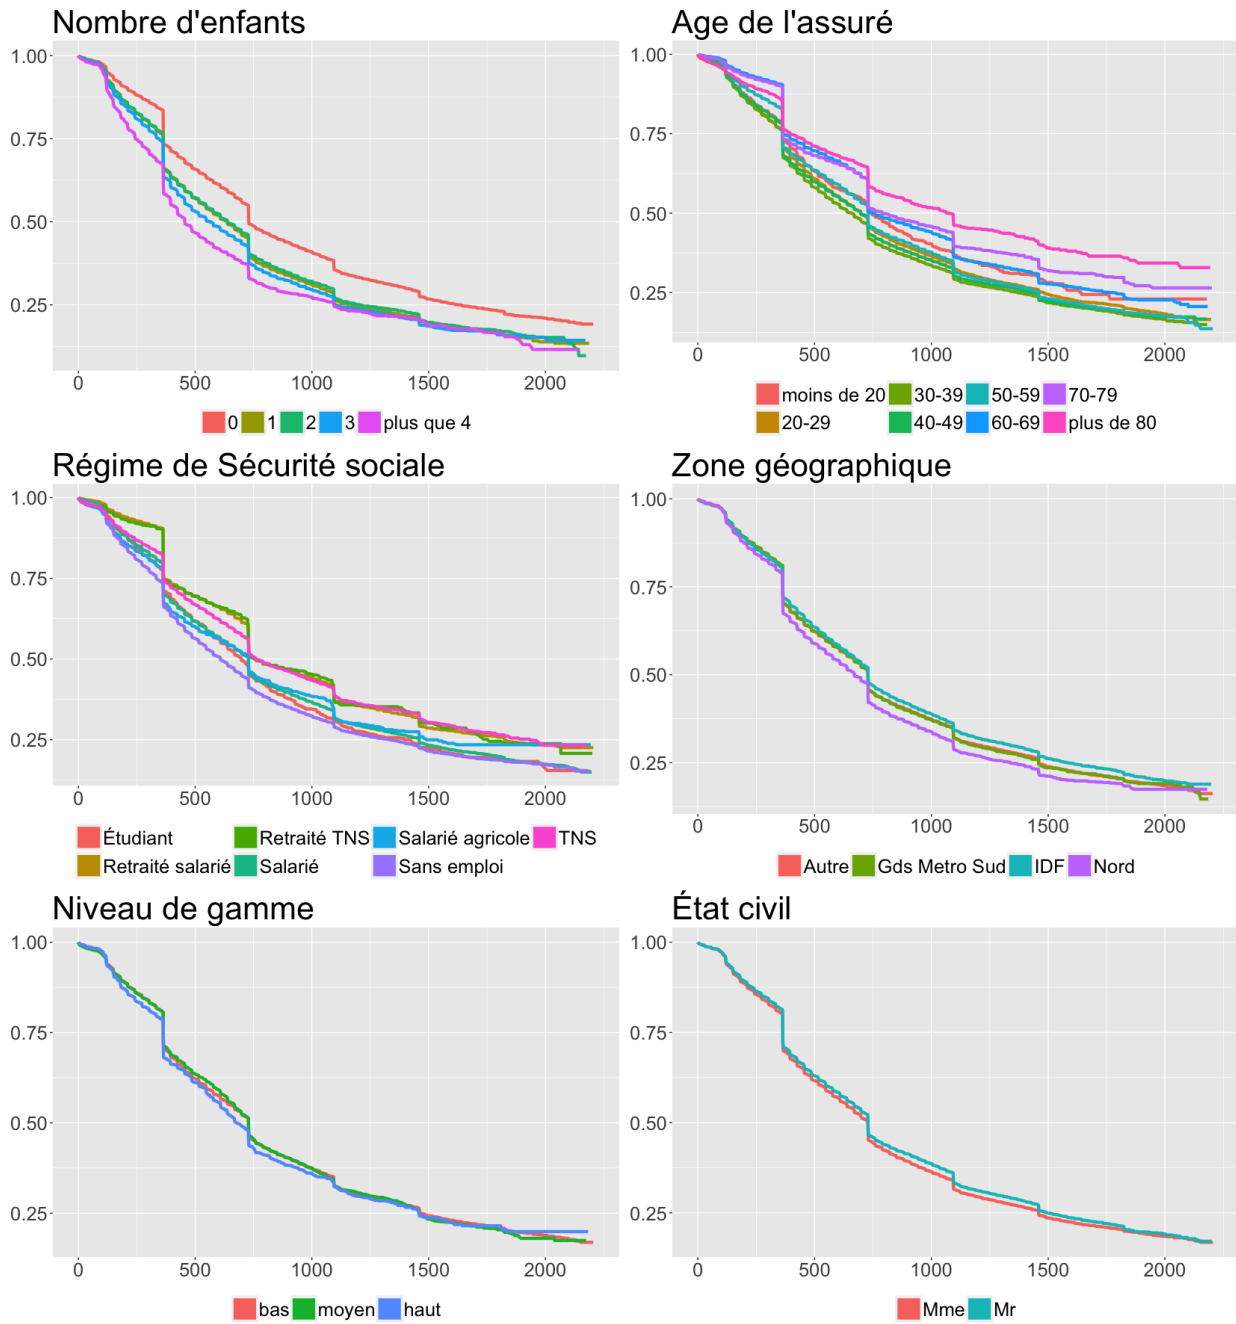 Nombre d'enfants
1.00
0.75
0.50
0.25
0 500 1000 1500 2000
0 1 2 3 plus que 4
Age de l'assuré
1.00
0.75
0.50
0.25
0 500 1000 1500 2000
moins de 20 30-39 50-59 70-79
20-29 40-49 60-69 plus de 80
Régime de Sécurité sociale
1.00
0.75
0.50
0.25
0 500 1000 1500 2000
Étudiant Retraité TNS Salarié agricole TNS
Retraité salarié Salarié Sans emploi
Zone géographique
1.00
0.75
0.50
0.25
0 500 1000 1500 2000
Autre Gds Metro Sud IDF Nord
Niveau de gamme
1.00
0.75
0.50
0.25
0 500 1000 1500 2000
bas moyen haut
État civil
1.00
0.75
0.50
0.25
0 500 1000 1500 2000
Mme Mr